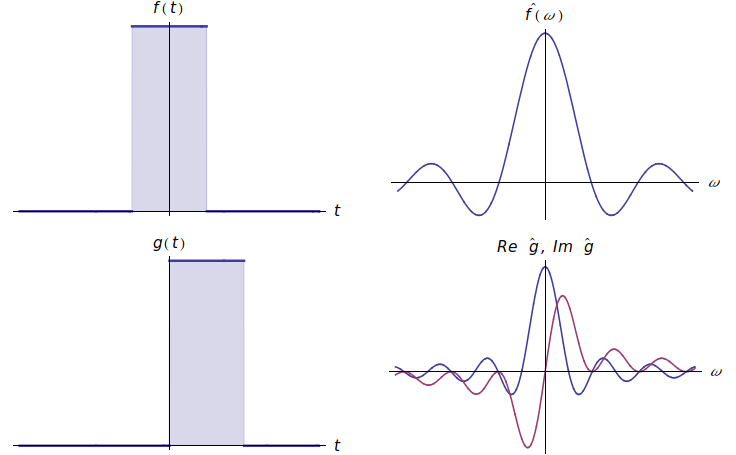 f(t)
f̂(ω)
t
ω
g(t)
Re ĝ, Im ĝ
t
ω